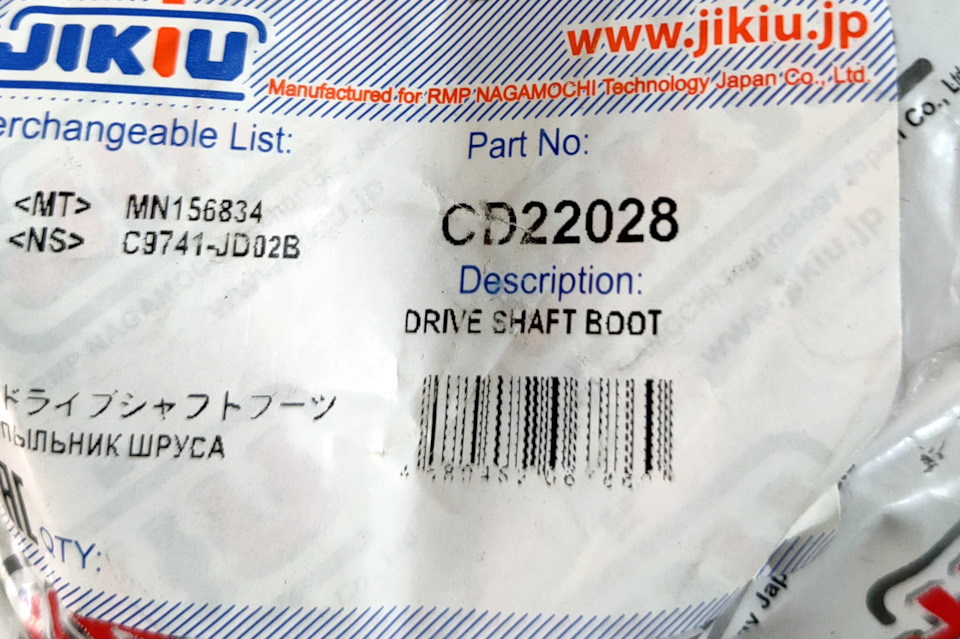 JIKIU
www.jikiu.jp
Manufactured for RMP NAGAMOCHI Technology Japan Co., Ltd.
erchangeable List:
Part No:
<MT> MN156834
<NS> C9741-JD02B
CD22028
Description:
DRIVE SHAFT BOOT
ドライブシャフトブーツ
ПЫЛЬНИК ШРУСА
QTY: